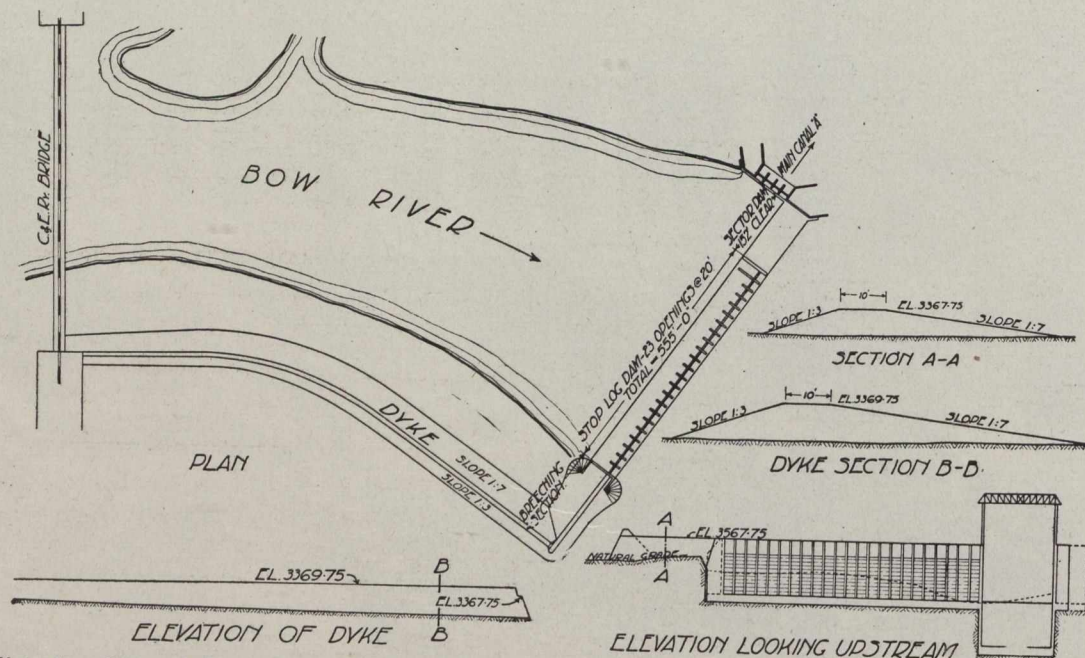 C. & E. Ry. BRIDGE
BOW RIVER
MAIN CANAL "A"
SECTOR DAM
152' CLEAR
STOP LOG DAM-23 OPENINGS @ 20'
TOTAL = 555'-0"
10'
EL. 3367.75
SLOPE 1:3
SLOPE 1:7
SECTION A-A
10'
EL. 3369.75
SLOPE 1:3
SLOPE 1:7
DYKE SECTION B-B.
DYKE
SLOPE 1:7
SLOPE 1:3
BREECHING
SECTION
PLAN
A
EL 3567.75
NATURAL GRADE
A
EL. 3369.75
B
EL. 3367.75
B
ELEVATION OF DYKE
ELEVATION LOOKING UPSTREAM